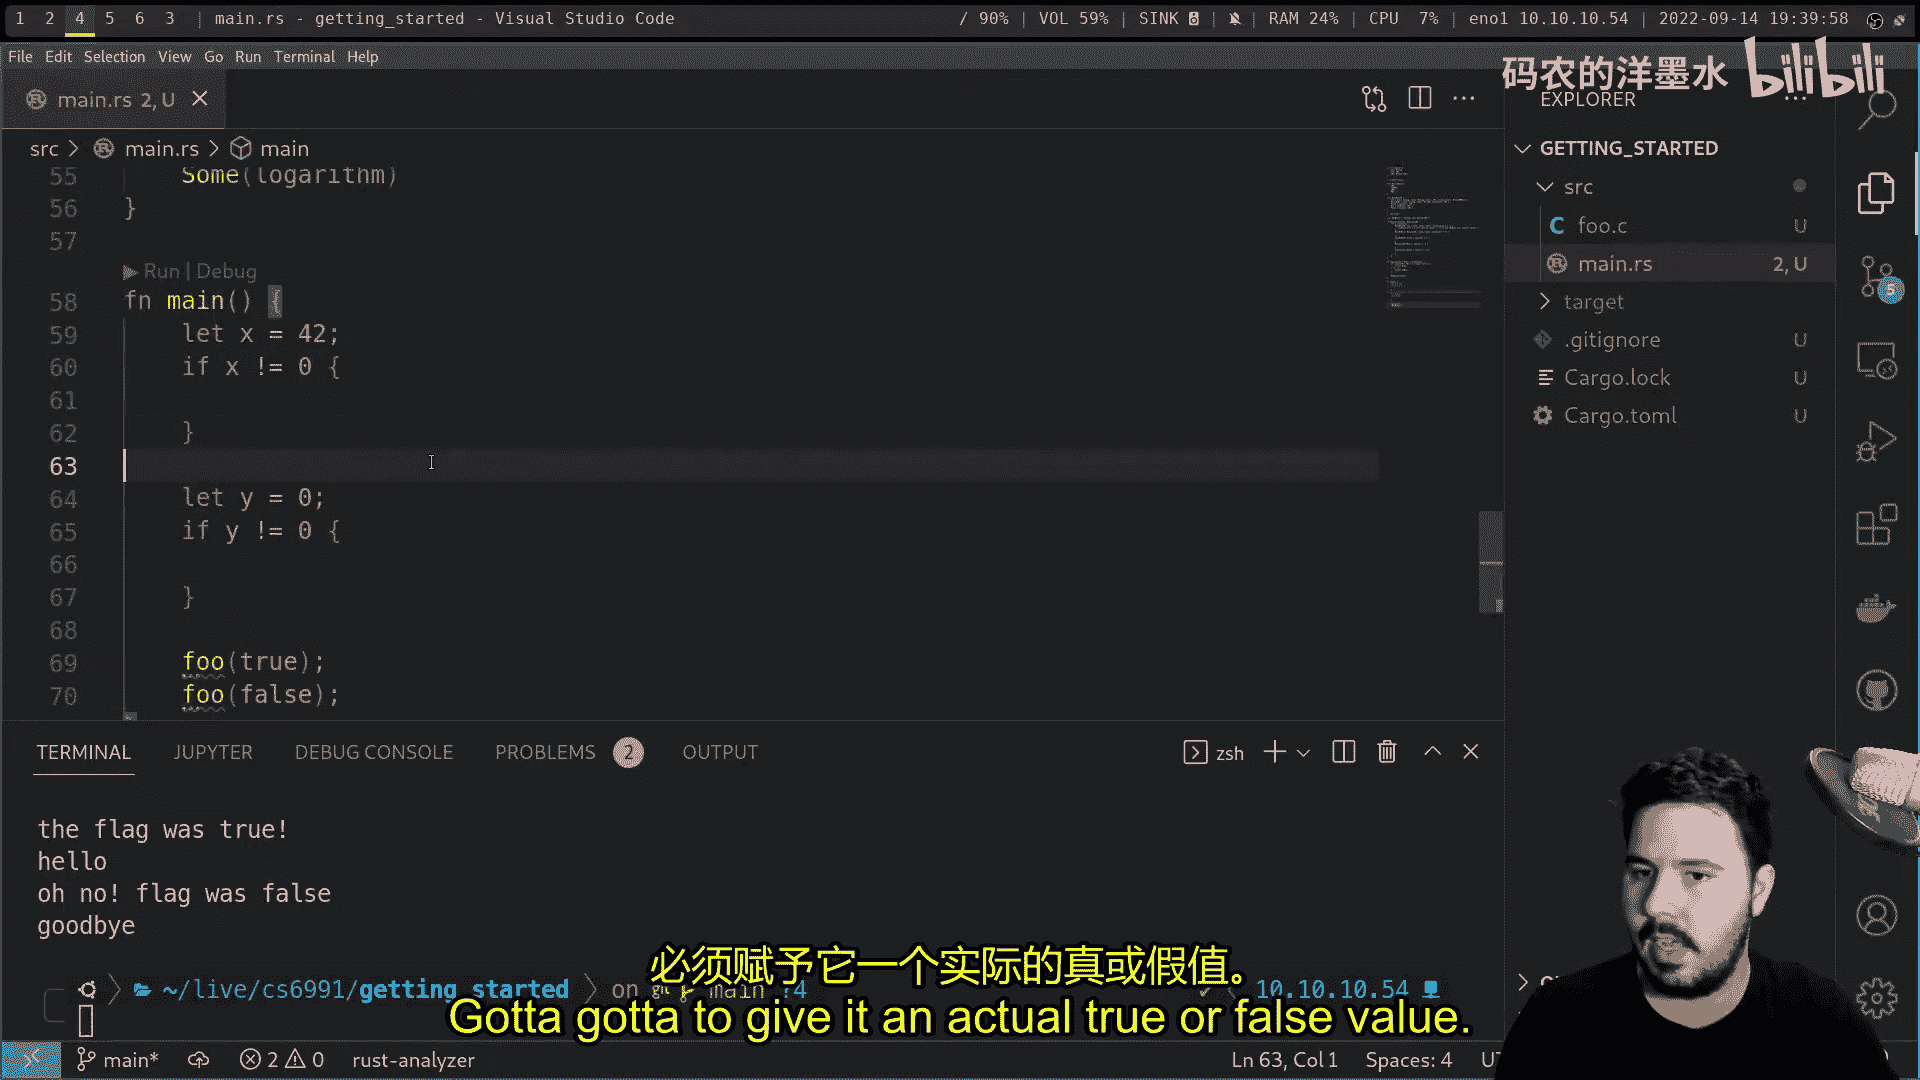 1 2 4 5 6 3 | main.rs - getting_started - Visual Studio Code
/ 90% | VOL 59% | SINK | RAM 24% | CPU 7% | eno1 10.10.10.54 | 2022-09-14 19:39:58
File Edit Selection View Go Run Terminal Help
码农的洋墨水 bilibili
main.rs 2, U
EXPLORER
src > main.rs > main
GETTING_STARTED
src
foo.c U
main.rs 2, U
target
.gitignore U
Cargo.lock U
Cargo.toml U
5
55 Some(logarithm)
56 }
57
Run | Debug
58 fn main() {
59 let x = 42;
60 if x != 0 {
61
62 }
63
64 let y = 0;
65 if y != 0 {
66
67 }
68
69 foo(true);
70 foo(false);
TERMINAL JUPYTER DEBUG CONSOLE PROBLEMS 2 OUTPUT
zsh
the flag was true!
hello
oh no! flag was false
goodbye
~/live/cs6991/getting_started on git main ?4 10.10.10.54
必须赋予它一个实际的真或假值。
Gotta gotta to give it an actual true or false value.
main* 2 0 rust-analyzer
Ln 63, Col 1 Spaces: 4